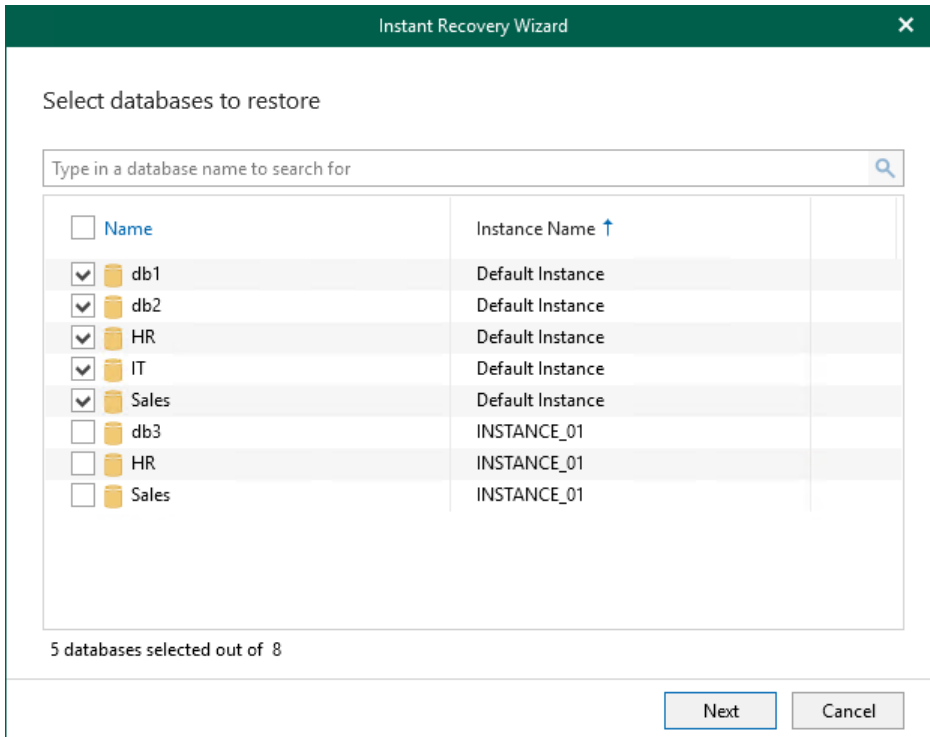 Instant Recovery Wizard
Select databases to restore
Type in a database name to search for
Name Instance Name
db1 Default Instance
db2 Default Instance
HR Default Instance
IT Default Instance
Sales Default Instance
db3 INSTANCE_01
HR INSTANCE_01
Sales INSTANCE_01
5 databases selected out of 8
Next Cancel